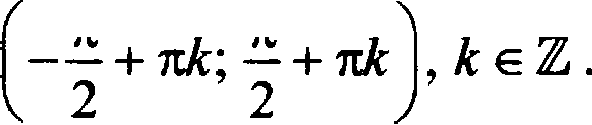 (-π/2 + πk; π/2 + πk), k ∈ ℤ.